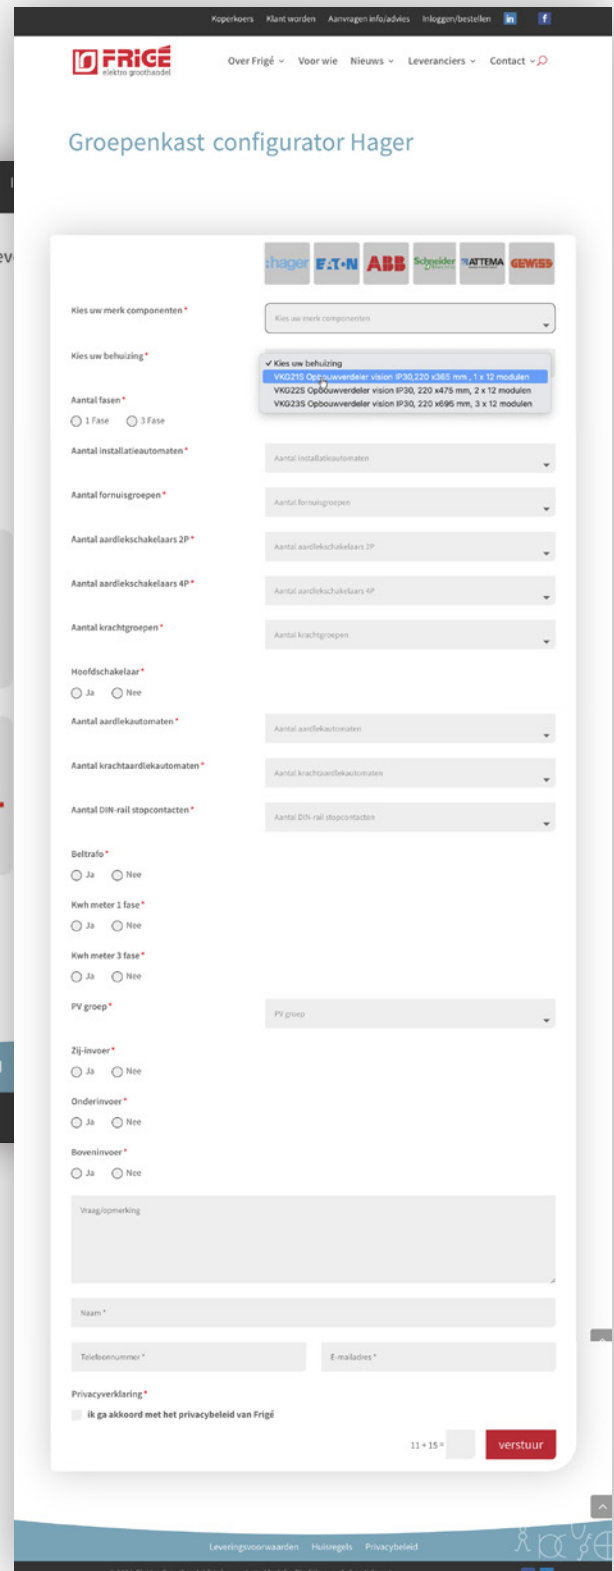 Koperkoers Klant worden Aanvragen info/advies Inloggen/bestellen in f
FRIGÉ
elektro groothandel
Over Frigé Voor wie Nieuws Leveranciers Contact
Groepenkast configurator Hager
:hager EATON ABB Schneider ATTEMA GEWISS
Kies uw merk componenten *
Kies uw merk componenten
Kies uw behuizing *
✓ Kies uw behuizing
VKG21S Opbouwverdeler vision IP30,220 x365 mm , 1 x 12 modulen
VKG22S Opbouwverdeler vision IP30, 220 x475 mm, 2 x 12 modulen
VKG23S Opbouwverdeler vision IP30, 220 x695 mm, 3 x 12 modulen
Aantal fasen *
1 Fase 3 Fase
Aantal installatieautomaten *
Aantal installatieautomaten
Aantal fornuisgroepen *
Aantal fornuisgroepen
Aantal aardlekschakelaars 2P *
Aantal aardlekschakelaars 2P
Aantal aardlekschakelaars 4P *
Aantal aardlekschakelaars 4P
Aantal krachtgroepen *
Aantal krachtgroepen
Hoofdschakelaar *
Ja Nee
Aantal aardlekautomaten *
Aantal aardlekautomaten
Aantal krachtaardlekautomaten *
Aantal krachtaardlekautomaten
Aantal DIN-rail stopcontacten *
Aantal DIN-rail stopcontacten
Beltrafo *
Ja Nee
Kwh meter 1 fase *
Ja Nee
Kwh meter 3 fase *
Ja Nee
PV groep *
PV groep
Zij-invoer *
Ja Nee
Onderinvoer *
Ja Nee
Boveninvoer *
Ja Nee
Vraag/opmerking
Naam *
Telefoonnummer * E-mailadres *
Privacyverklaring *
ik ga akkoord met het privacybeleid van Frigé
11 + 15 = verstuur
Leveringsvoorwaarden Huisregels Privacybeleid